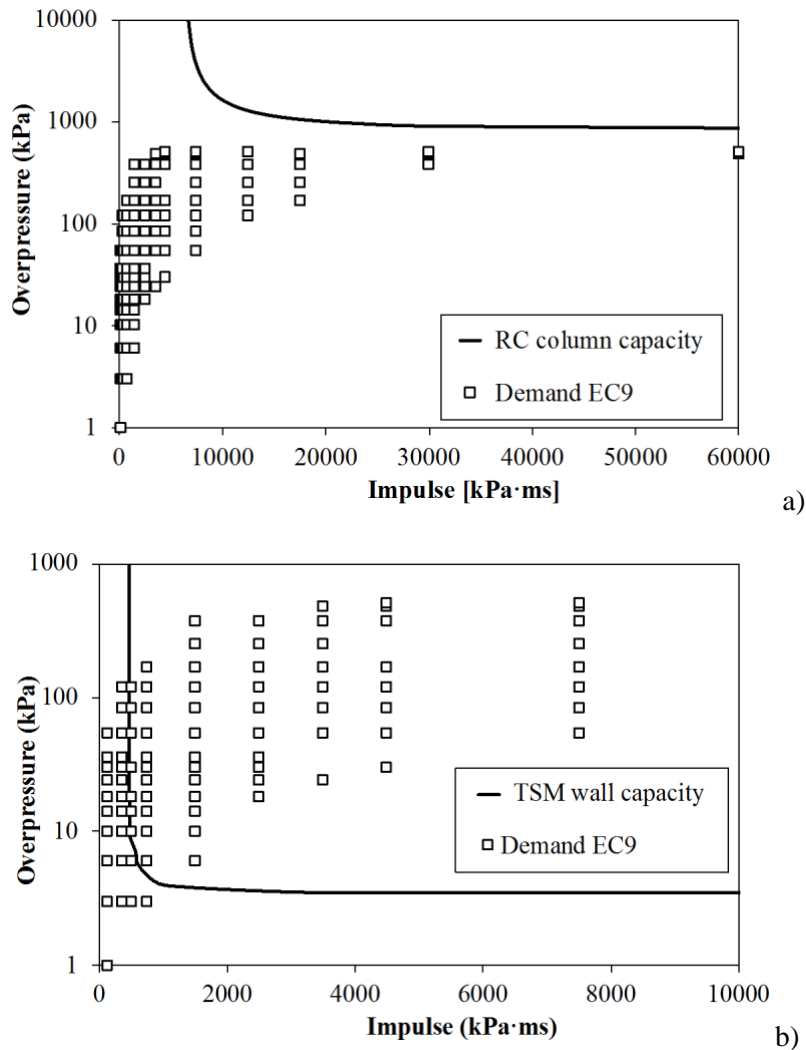 10000
1000
100
10
1
Overpressure (kPa)
RC column capacity
Demand EC9
0 10000 20000 30000 40000 50000 60000
Impulse [kPa·ms]
a)
1000
100
10
1
Overpressure (kPa)
TSM wall capacity
Demand EC9
0 2000 4000 6000 8000 10000
Impulse (kPa·ms)
b)